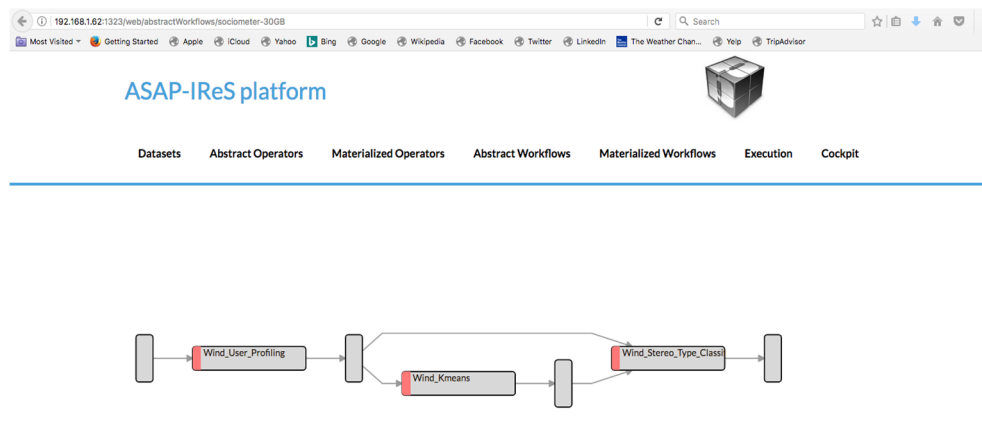 192.168.1.62:1323/web/abstractWorkflows/sociometer-30GB
Search
Most Visited Getting Started Apple iCloud Yahoo Bing Google Wikipedia Facebook Twitter LinkedIn The Weather Chan... Yelp TripAdvisor
ASAP-IReS platform
Datasets Abstract Operators Materialized Operators Abstract Workflows Materialized Workflows Execution Cockpit
Wind_User_Profiling
Wind_Stereo_Type_Classi
Wind_Kmeans